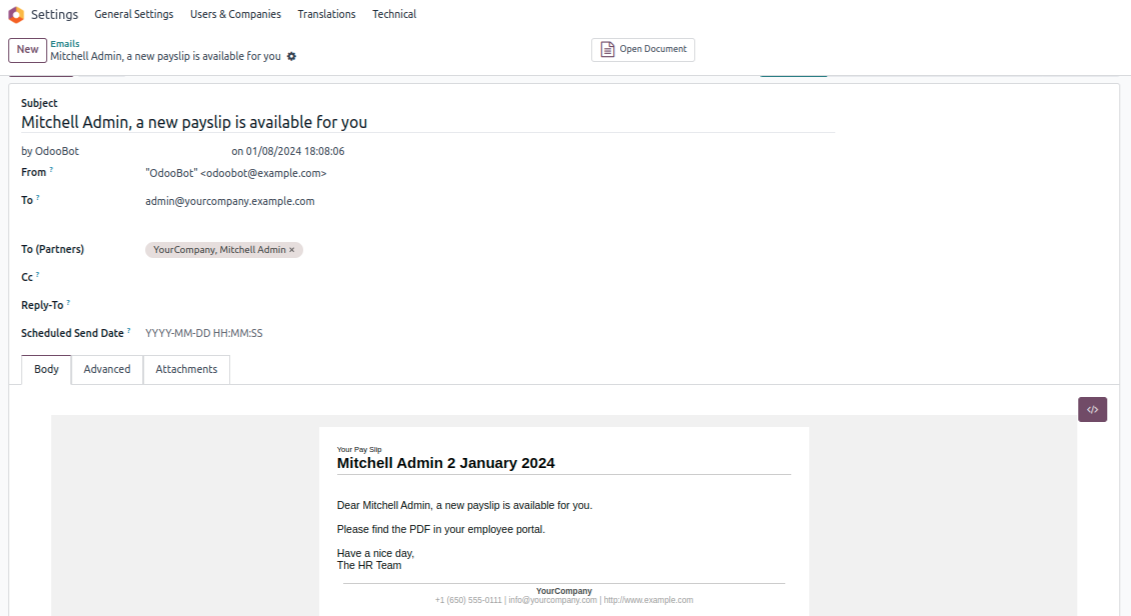 Settings General Settings Users & Companies Translations Technical
New
Emails
Mitchell Admin, a new payslip is available for you
Open Document
Subject
Mitchell Admin, a new payslip is available for you
by OdooBot on 01/08/2024 18:08:06
From ? "OdooBot" <odoobot@example.com>
To ? admin@yourcompany.example.com
To (Partners) YourCompany, Mitchell Admin ×
Cc ?
Reply-To ?
Scheduled Send Date ? YYYY-MM-DD HH:MM:SS
Body Advanced Attachments
</>
Your Pay Slip
Mitchell Admin 2 January 2024
Dear Mitchell Admin, a new payslip is available for you.
Please find the PDF in your employee portal.
Have a nice day,
The HR Team
YourCompany
+1 (650) 555-0111 | info@yourcompany.com | http://www.example.com